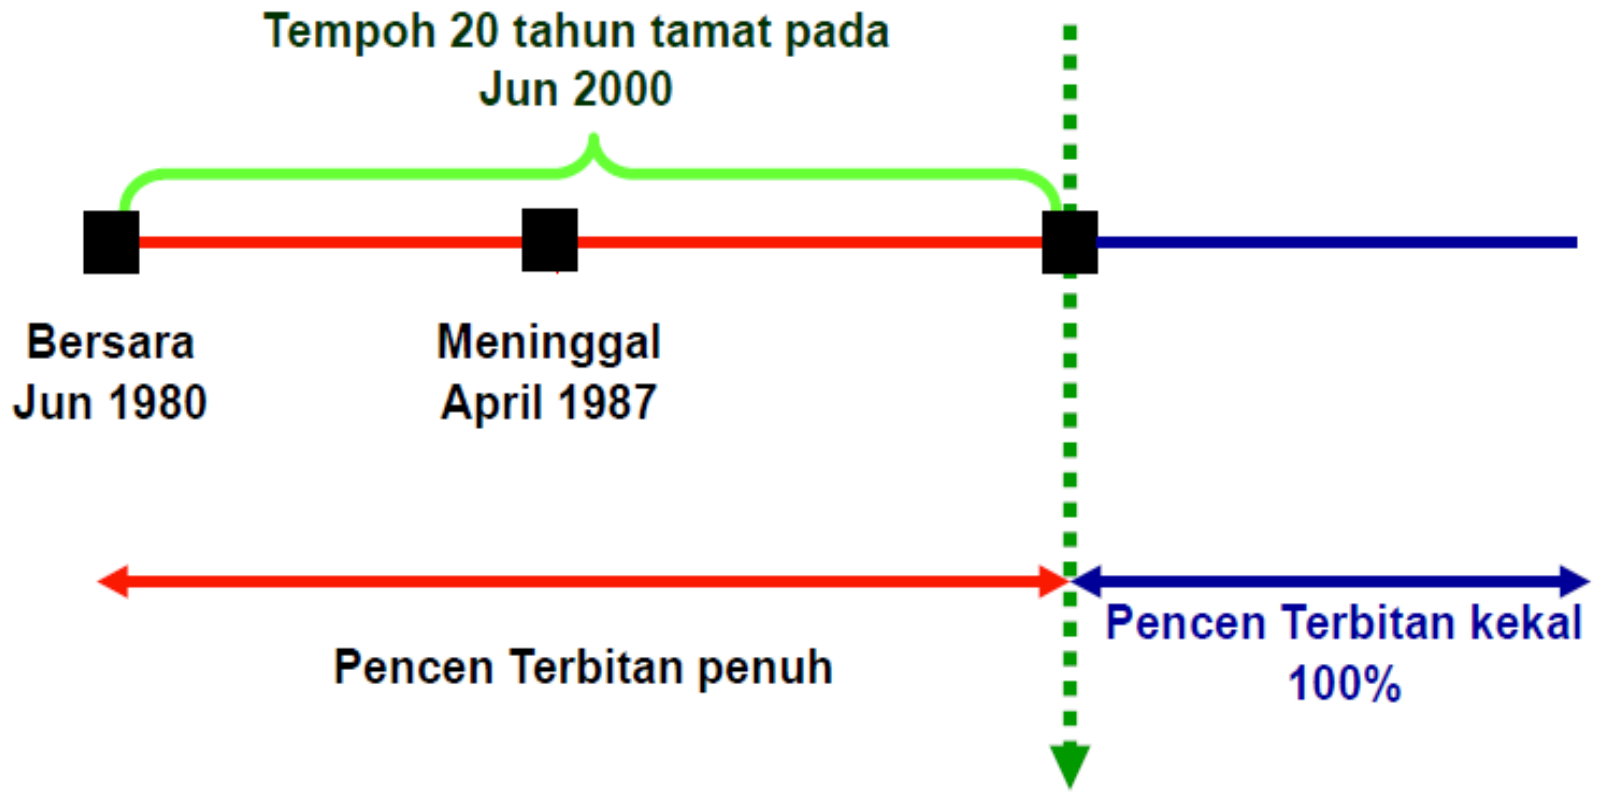 Tempoh 20 tahun tamat pada
Jun 2000
Bersara
Jun 1980
Meninggal
April 1987
Pencen Terbitan penuh
Pencen Terbitan kekal
100%